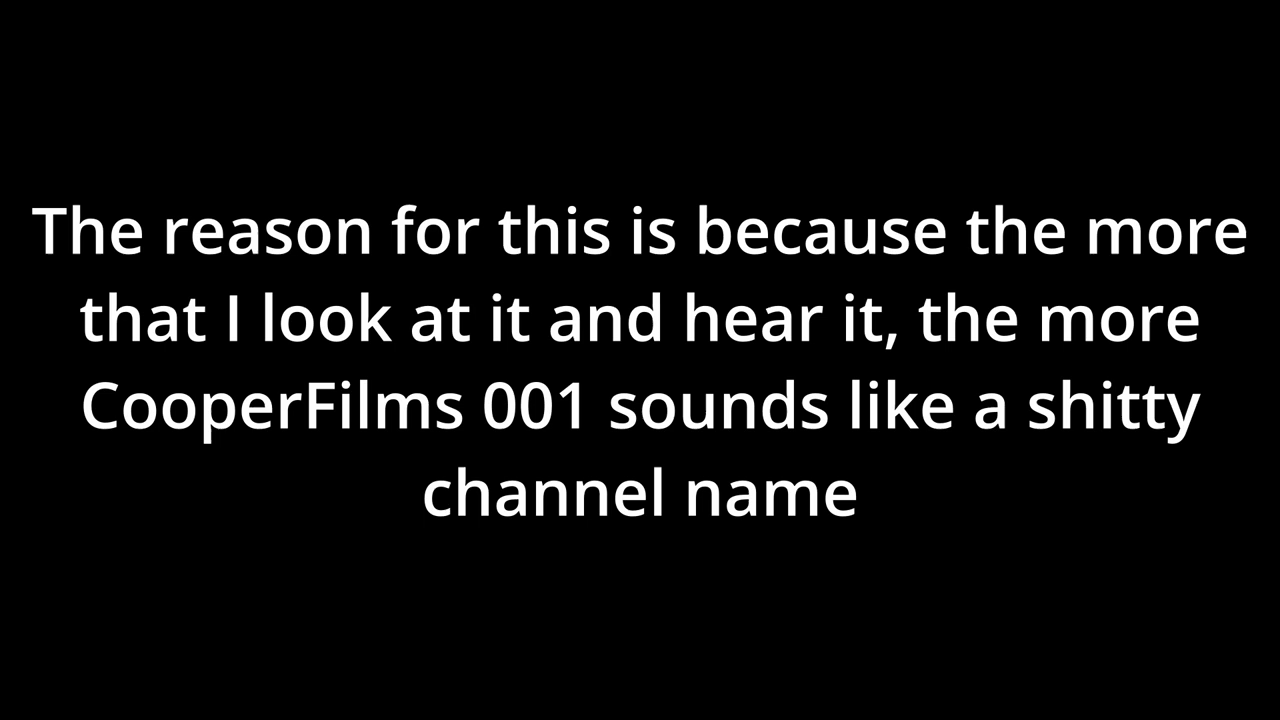 The reason for this is because the more
that I look at it and hear it, the more
CooperFilms 001 sounds like a shitty
channel name